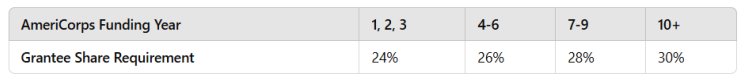 AmeriCorps Funding Year 1, 2, 3 4-6 7-9 10+
Grantee Share Requirement 24% 26% 28% 30%